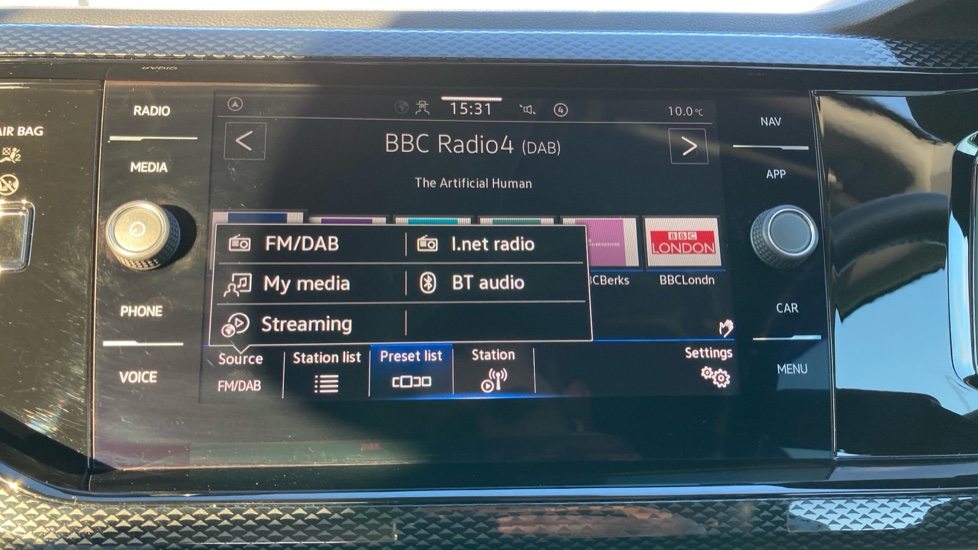 RADIO
MEDIA
PHONE
VOICE
AIR BAG
15:31
4
10.0°C
BBC Radio4 (DAB)
The Artificial Human
FM/DAB
I.net radio
My media
BT audio
Streaming
BBC
LONDON
BBCLondn
Source
FM/DAB
Station list
Preset list
Station
Settings
NAV
APP
CAR
MENU